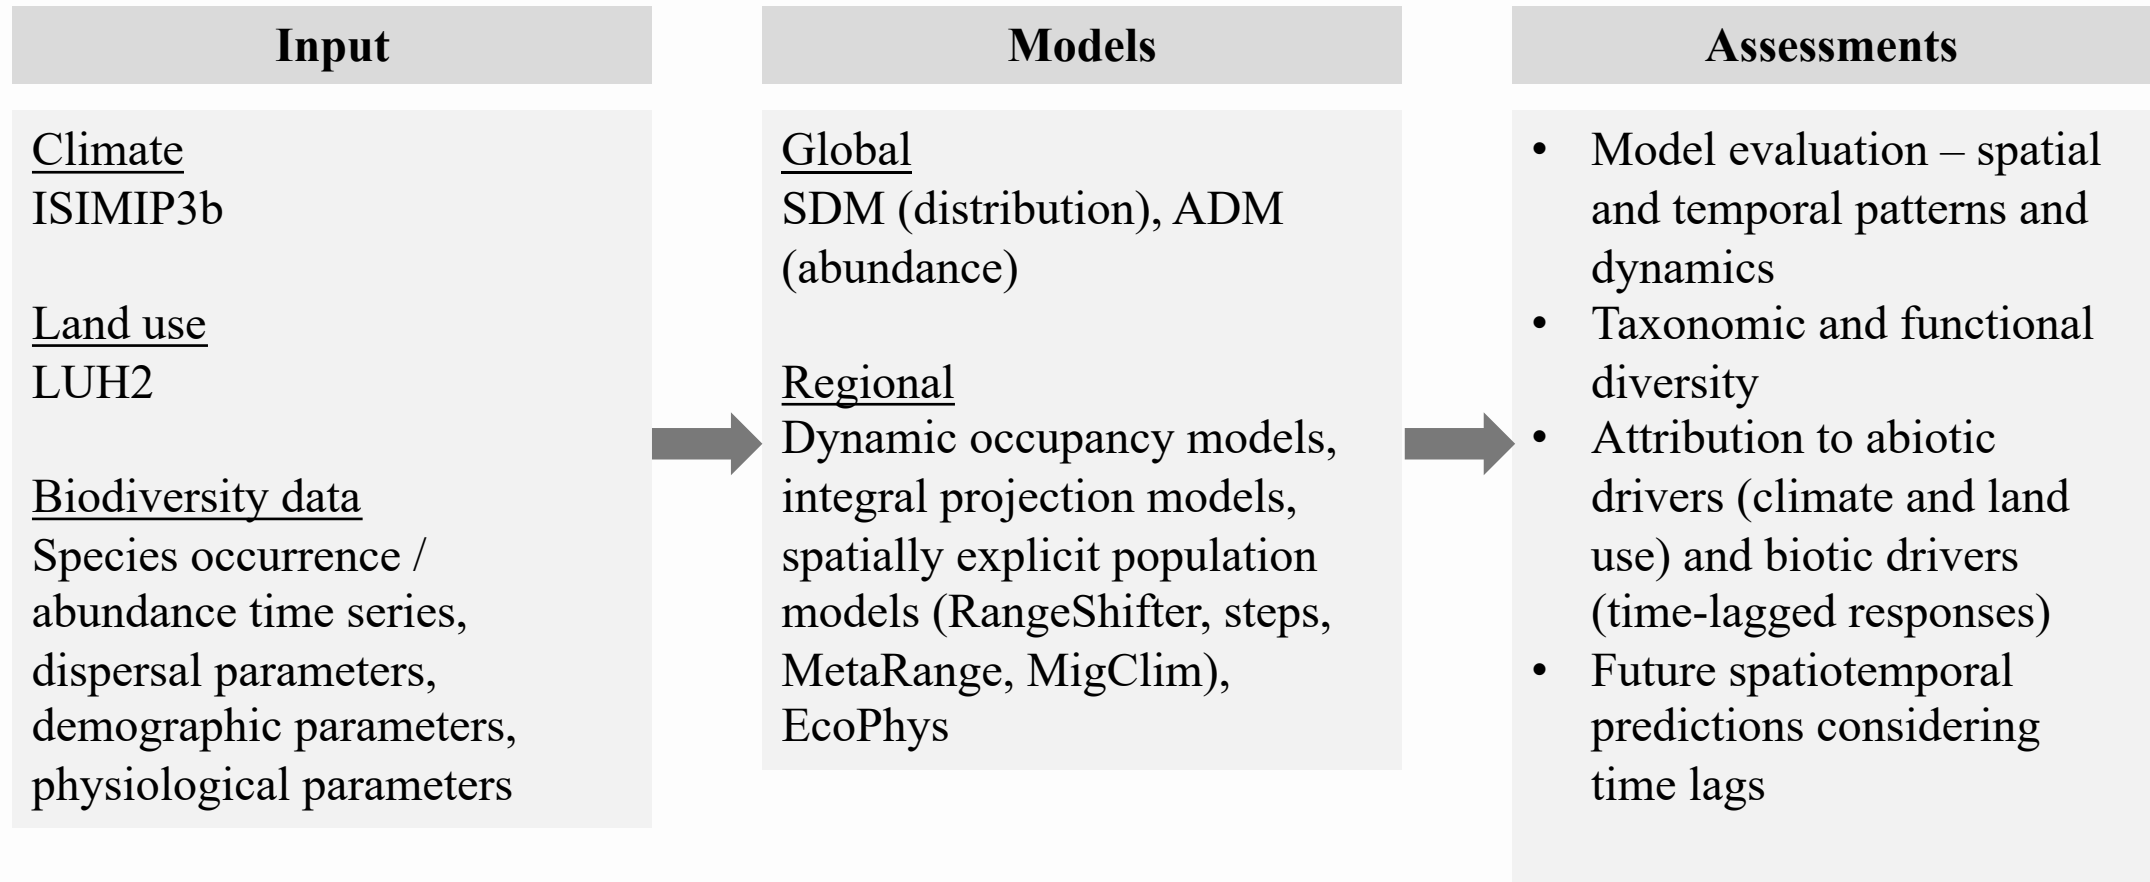 Input
Climate
ISIMIP3b
Land use
LUH2
Biodiversity data
Species occurrence /
abundance time series,
dispersal parameters,
demographic parameters,
physiological parameters
Models
Global
SDM (distribution), ADM
(abundance)
Regional
Dynamic occupancy models,
integral projection models,
spatially explicit population
models (RangeShifter, steps,
MetaRange, MigClim),
EcoPhys
Assessments
• Model evaluation – spatial
and temporal patterns and
dynamics
• Taxonomic and functional
diversity
• Attribution to abiotic
drivers (climate and land
use) and biotic drivers
(time-lagged responses)
• Future spatiotemporal
predictions considering
time lags